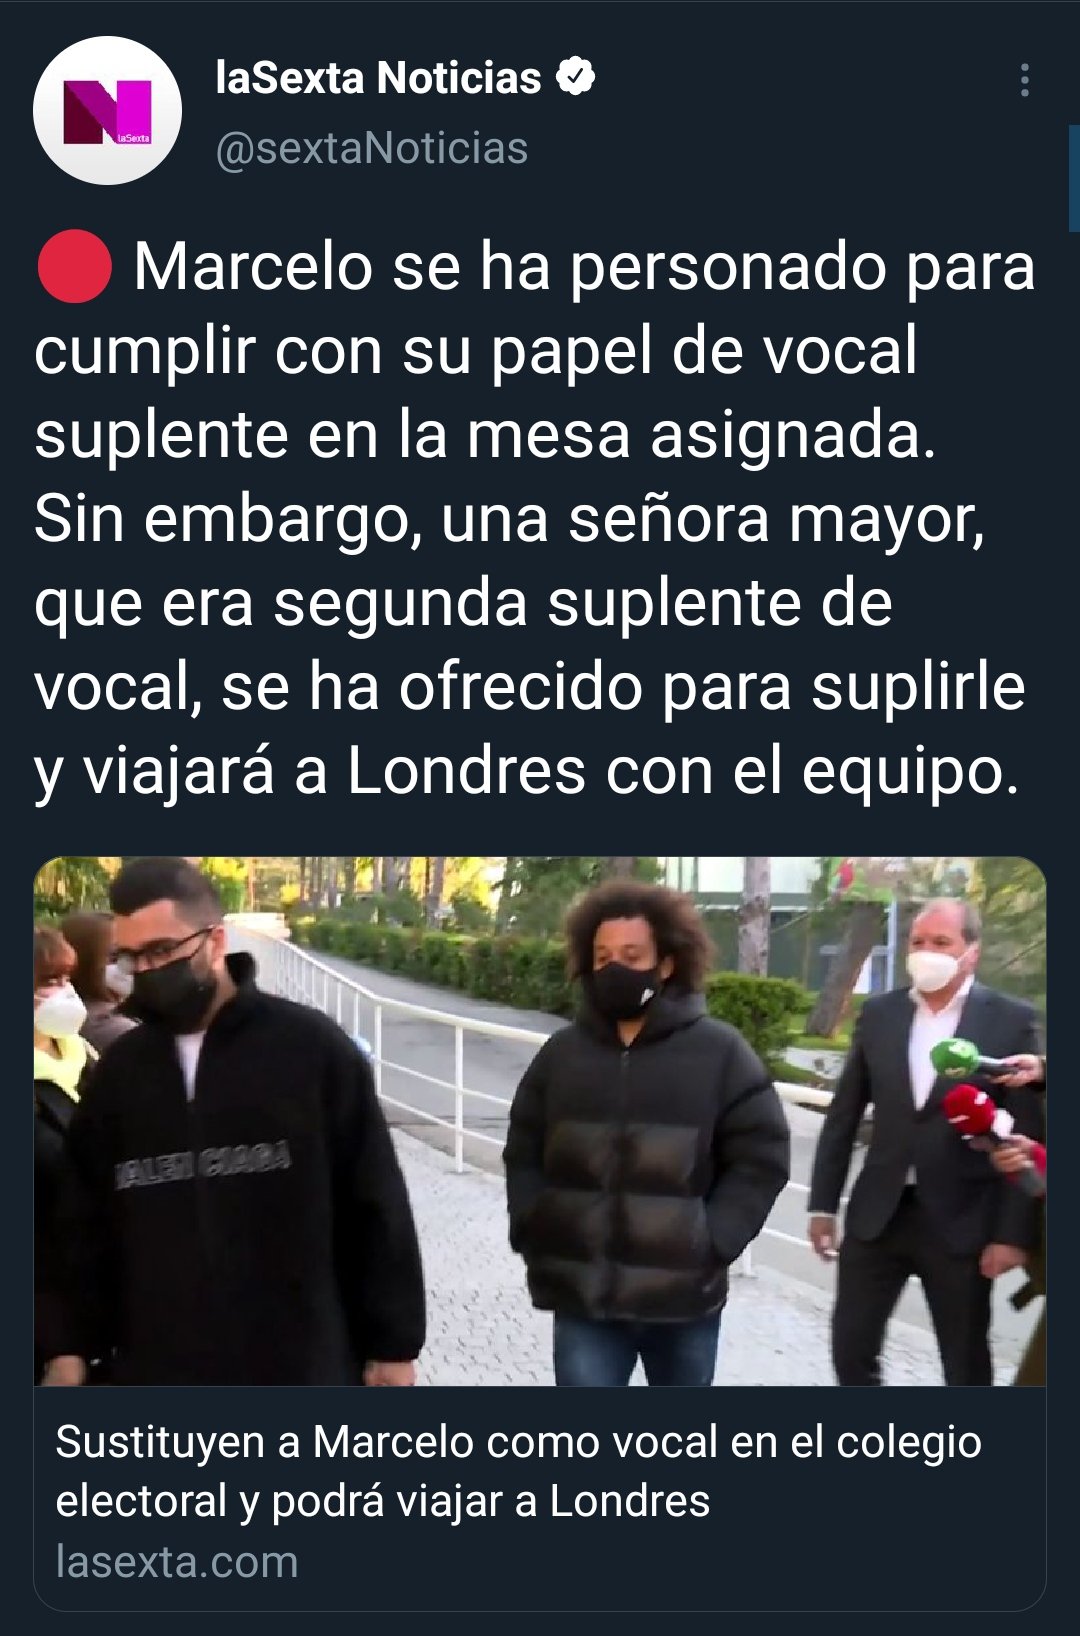 laSexta Noticias
@sextaNoticias
laSexta
Marcelo se ha personado para
cumplir con su papel de vocal
suplente en la mesa asignada.
Sin embargo, una señora mayor,
que era segunda suplente de
vocal, se ha ofrecido para suplirle
y viajará a Londres con el equipo.
Sustituyen a Marcelo como vocal en el colegio
electoral y podrá viajar a Londres
lasexta.com